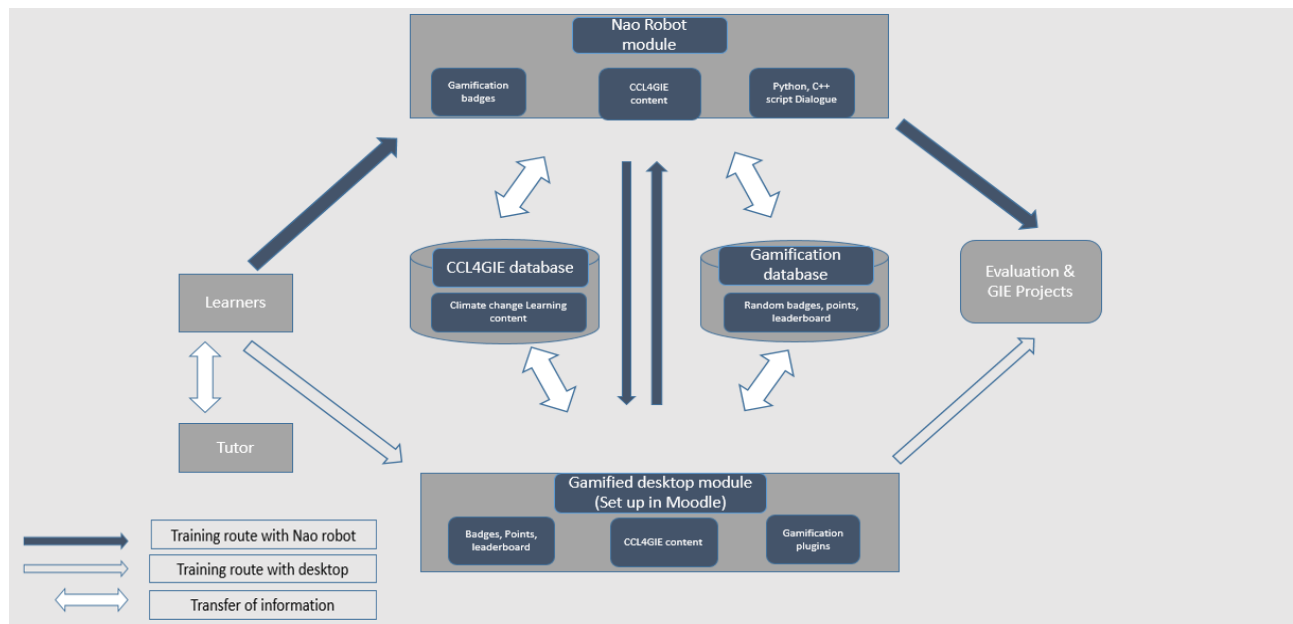 Nao Robot
module
Gamification
badges
CCL4GIE
content
Python, C++
script Dialogue
CCL4GIE database
Climate change Learning
content
Gamification
database
Random badges, points,
leaderboard
Learners
Evaluation &
GIE Projects
Tutor
Gamified desktop module
(Set up in Moodle)
Badges, Points,
leaderboard
CCL4GIE content
Gamification
plugins
Training route with Nao robot
Training route with desktop
Transfer of information